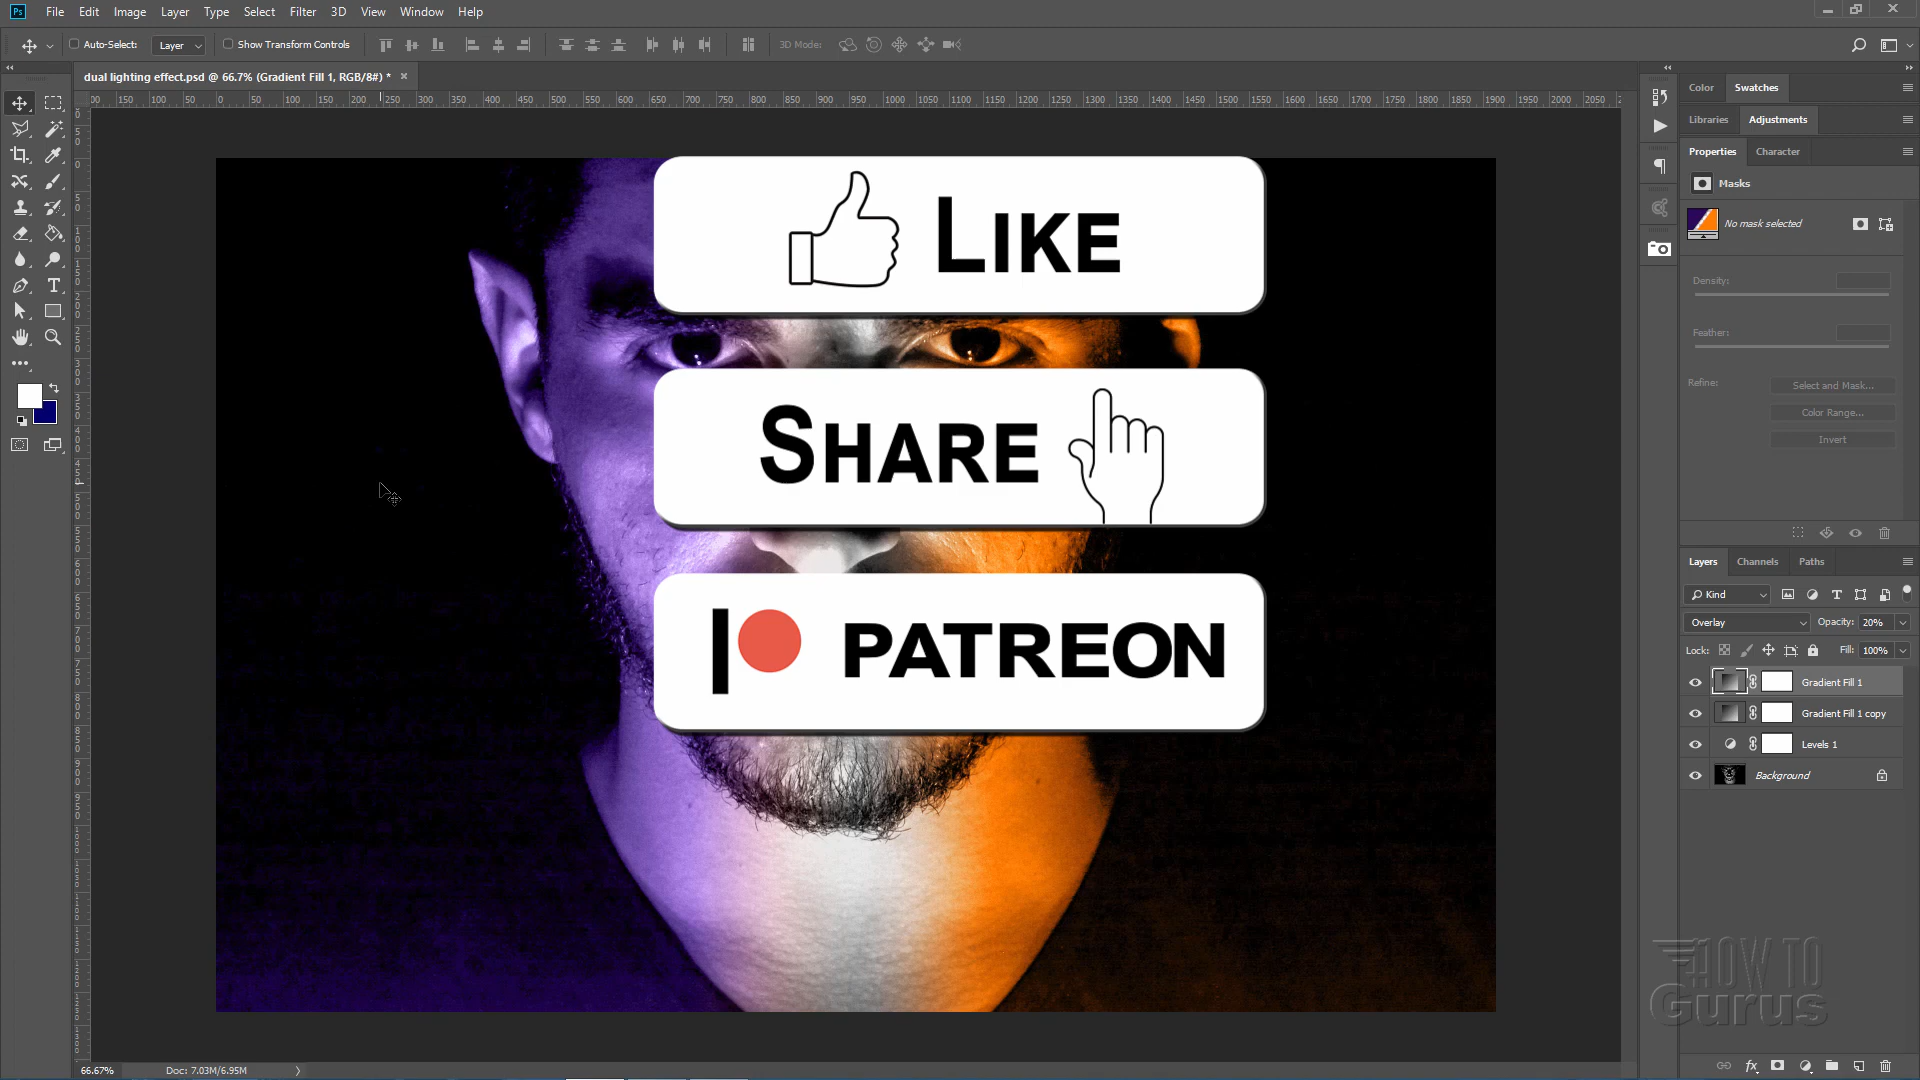 File Edit Image Layer Type Select Filter 3D View Window Help
Auto-Select: Layer Show Transform Controls 3D Mode:
dual lighting effect.psd @ 66.7% (Gradient Fill 1, RGB/8#) *
Color Swatches
Libraries Adjustments
Properties Character
Masks
No mask selected
Density:
Feather:
Refine: Select and Mask...
Color Range...
Invert
LIKE
SHARE
PATREON
Layers Channels Paths
Kind
Overlay Opacity: 20%
Lock: Fill: 100%
Gradient Fill 1
Gradient Fill 1 copy
Levels 1
Background
HOW TO
Gurus
66.67% Doc: 7.03M/6.95M